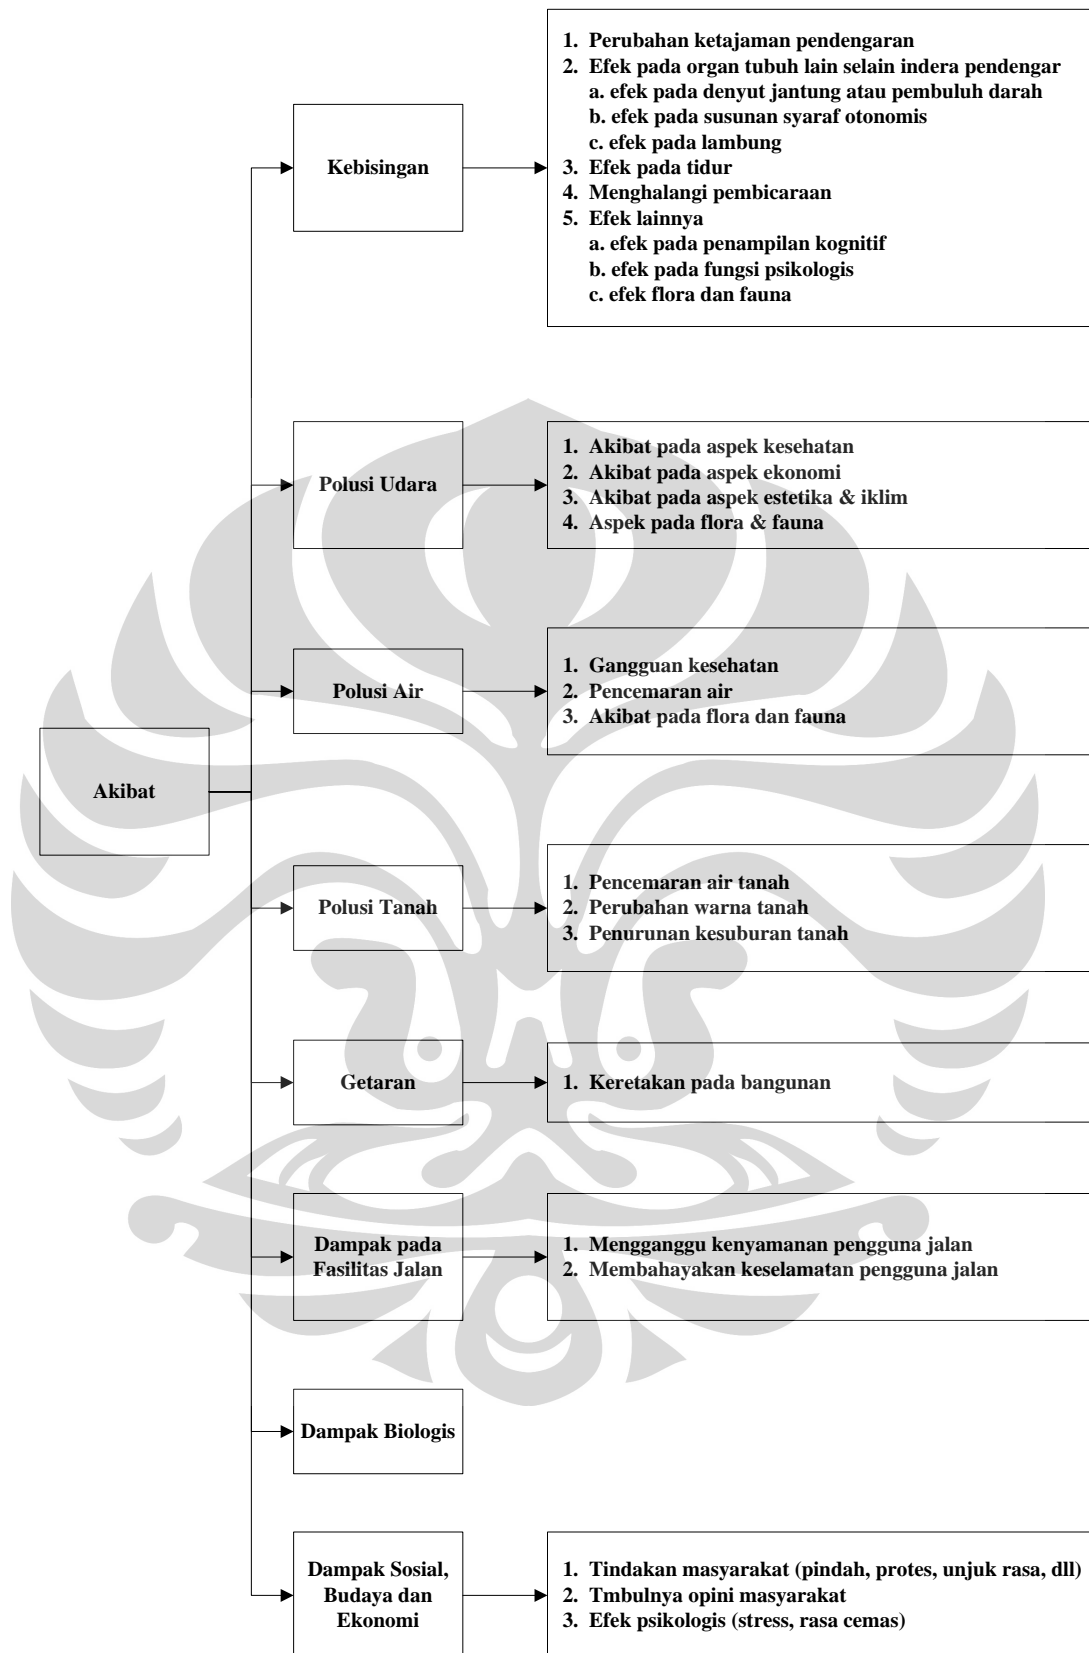 Akibat
Kebisingan
1. Perubahan ketajaman pendengaran
2. Efek pada organ tubuh lain selain indera pendengar
a. efek pada denyut jantung atau pembuluh darah
b. efek pada susunan syaraf otonomis
c. efek pada lambung
3. Efek pada tidur
4. Menghalangi pembicaraan
5. Efek lainnya
a. efek pada penampilan kognitif
b. efek pada fungsi psikologis
c. efek flora dan fauna
Polusi Udara
1. Akibat pada aspek kesehatan
2. Akibat pada aspek ekonomi
3. Akibat pada aspek estetika & iklim
4. Aspek pada flora & fauna
Polusi Air
1. Gangguan kesehatan
2. Pencemaran air
3. Akibat pada flora dan fauna
Polusi Tanah
1. Pencemaran air tanah
2. Perubahan warna tanah
3. Penurunan kesuburan tanah
Getaran
1. Keretakan pada bangunan
Dampak pada
Fasilitas Jalan
1. Mengganggu kenyamanan pengguna jalan
2. Membahayakan keselamatan pengguna jalan
Dampak Biologis
Dampak Sosial,
Budaya dan
Ekonomi
1. Tindakan masyarakat (pindah, protes, unjuk rasa, dll)
2. Tmbulnya opini masyarakat
3. Efek psikologis (stress, rasa cemas)